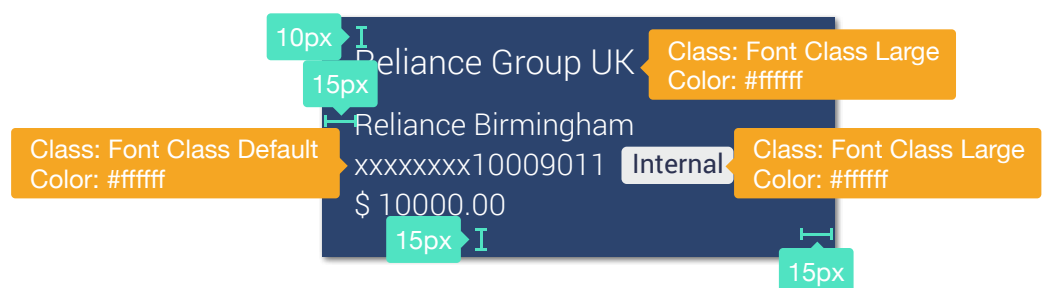 10px
Reliance Group UK
Class: Font Class Large
Color: #ffffff
15px
Reliance Birmingham
Class: Font Class Default
Color: #ffffff
xxxxxxxx10009011
Internal
Class: Font Class Large
Color: #ffffff
$ 10000.00
15px
15px